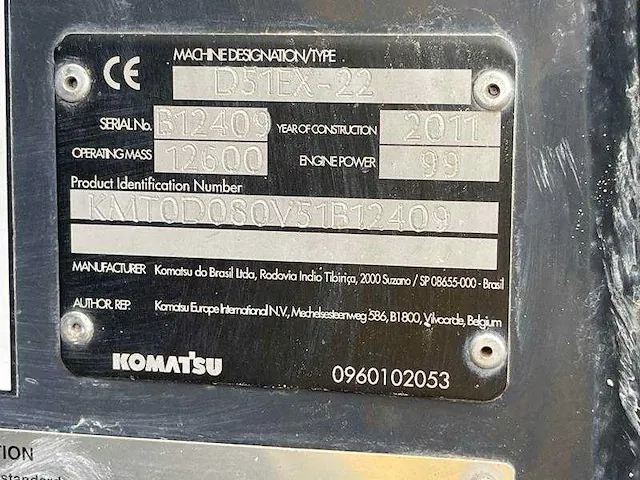 CE
MACHINE DESIGNATION/TYPE
D51EX-22
SERIAL No. B12409 YEAR OF CONSTRUCTION 2011
OPERATING MASS 12600 ENGINE POWER 99
Product Identification Number
KMT0D080V51B12409
MANUFACTURER Komatsu do Brasil Ltda, Rodovia Indio Tibiriça, 2000 Suzano / SP 08655-000 - Brasil
AUTHOR. REP. Komatsu Europe International N.V., Mechelsesteenweg 586, B1800, Vilvoorde, Belgium
KOMATSU 0960102053
TION
standard